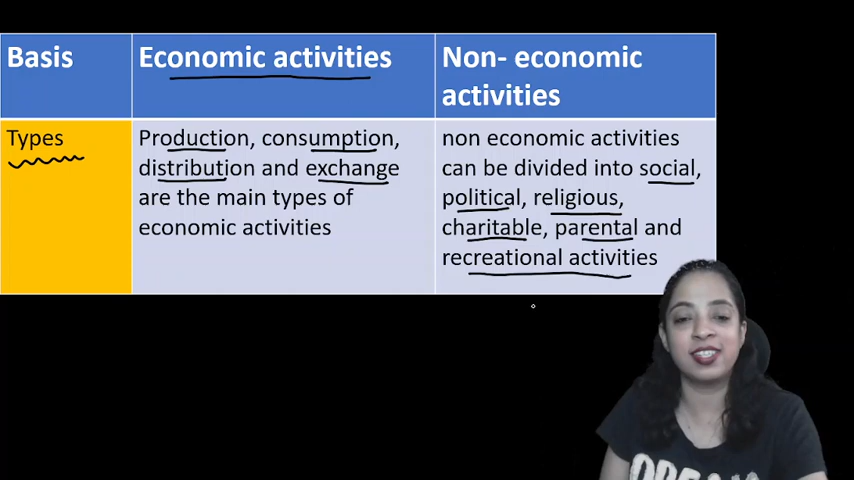 Basis
Economic activities
Non- economic
activities
Types
Production, consumption,
distribution and exchange
are the main types of
economic activities
non economic activities
can be divided into social,
political, religious,
charitable, parental and
recreational activities